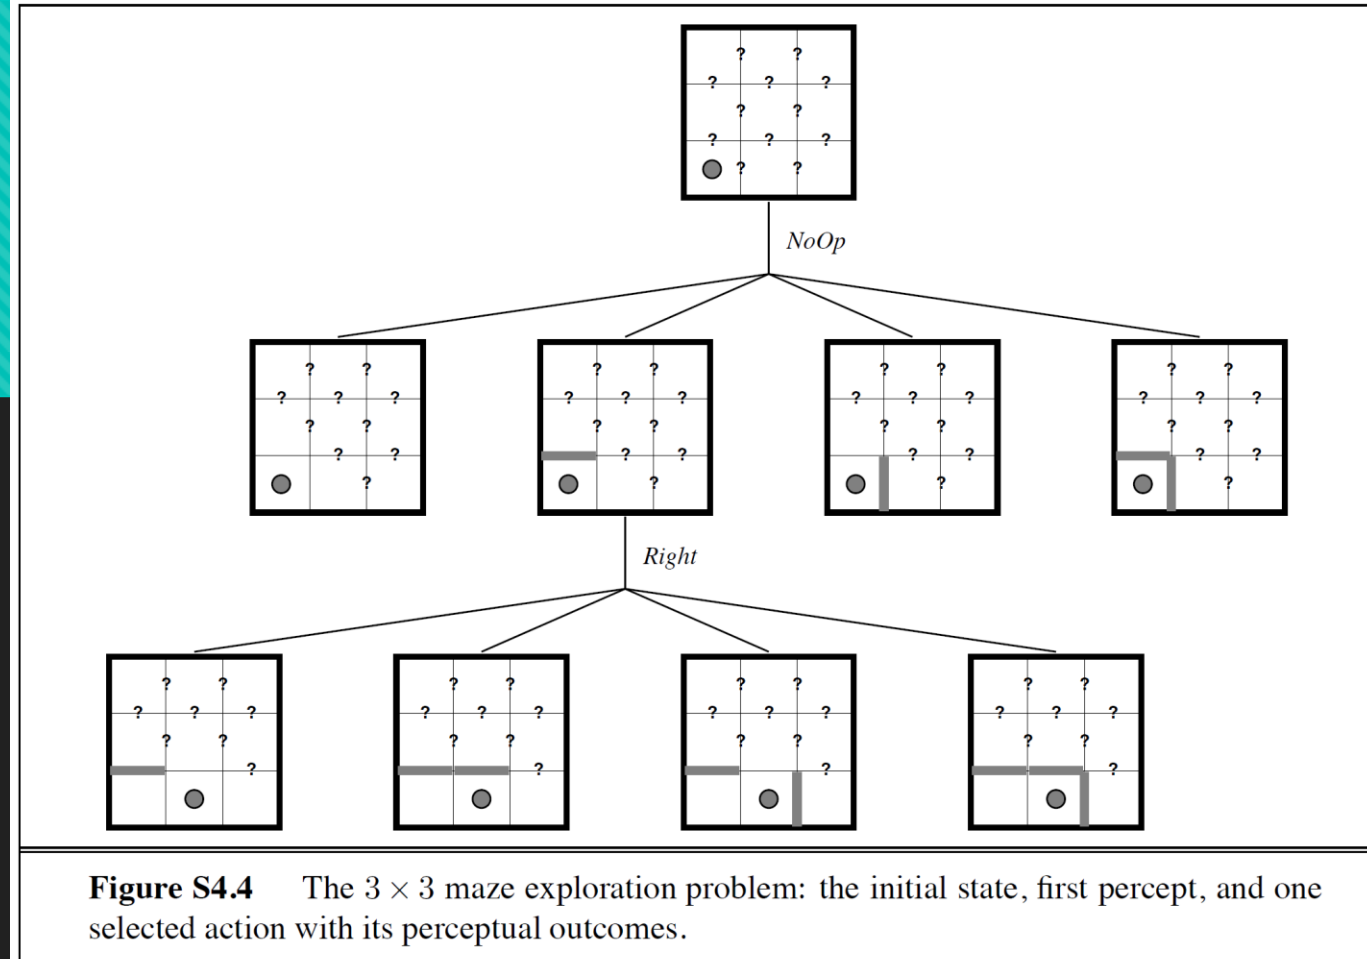 ? ?
? ? ?
? ?
? ? ?
? ?
NoOp
? ? ? ? ? ? ? ?
? ? ? ? ? ? ? ? ? ? ? ?
? ? ? ? ? ? ? ?
? ? ? ? ? ? ? ?
? ? ? ?
Right
? ? ? ? ? ? ? ?
? ? ? ? ? ? ? ? ? ? ? ?
? ? ? ? ? ? ? ?
? ? ? ?
Figure S4.4 The 3 × 3 maze exploration problem: the initial state, first percept, and one
selected action with its perceptual outcomes.